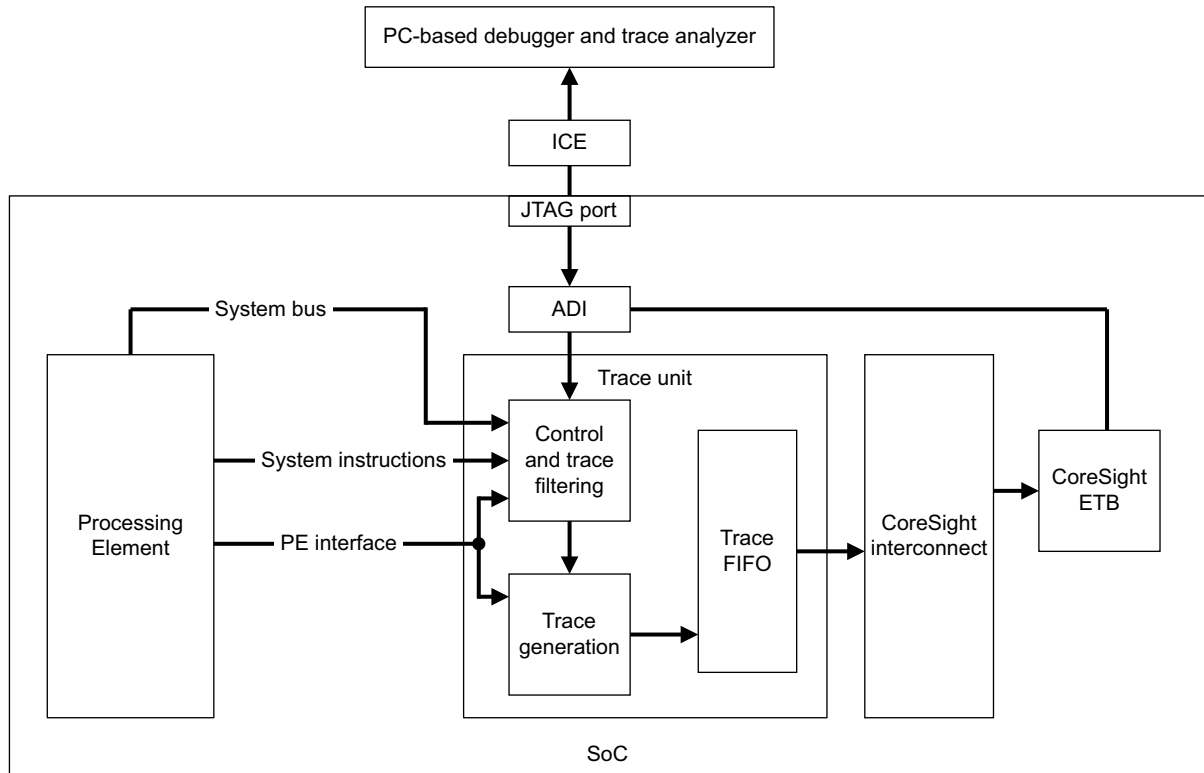 PC-based debugger and trace analyzer
ICE
JTAG port
ADI
System bus
Trace unit
Control
and trace
filtering
System instructions
CoreSight
ETB
Processing
Element
PE interface
Trace
FIFO
CoreSight
interconnect
Trace
generation
SoC